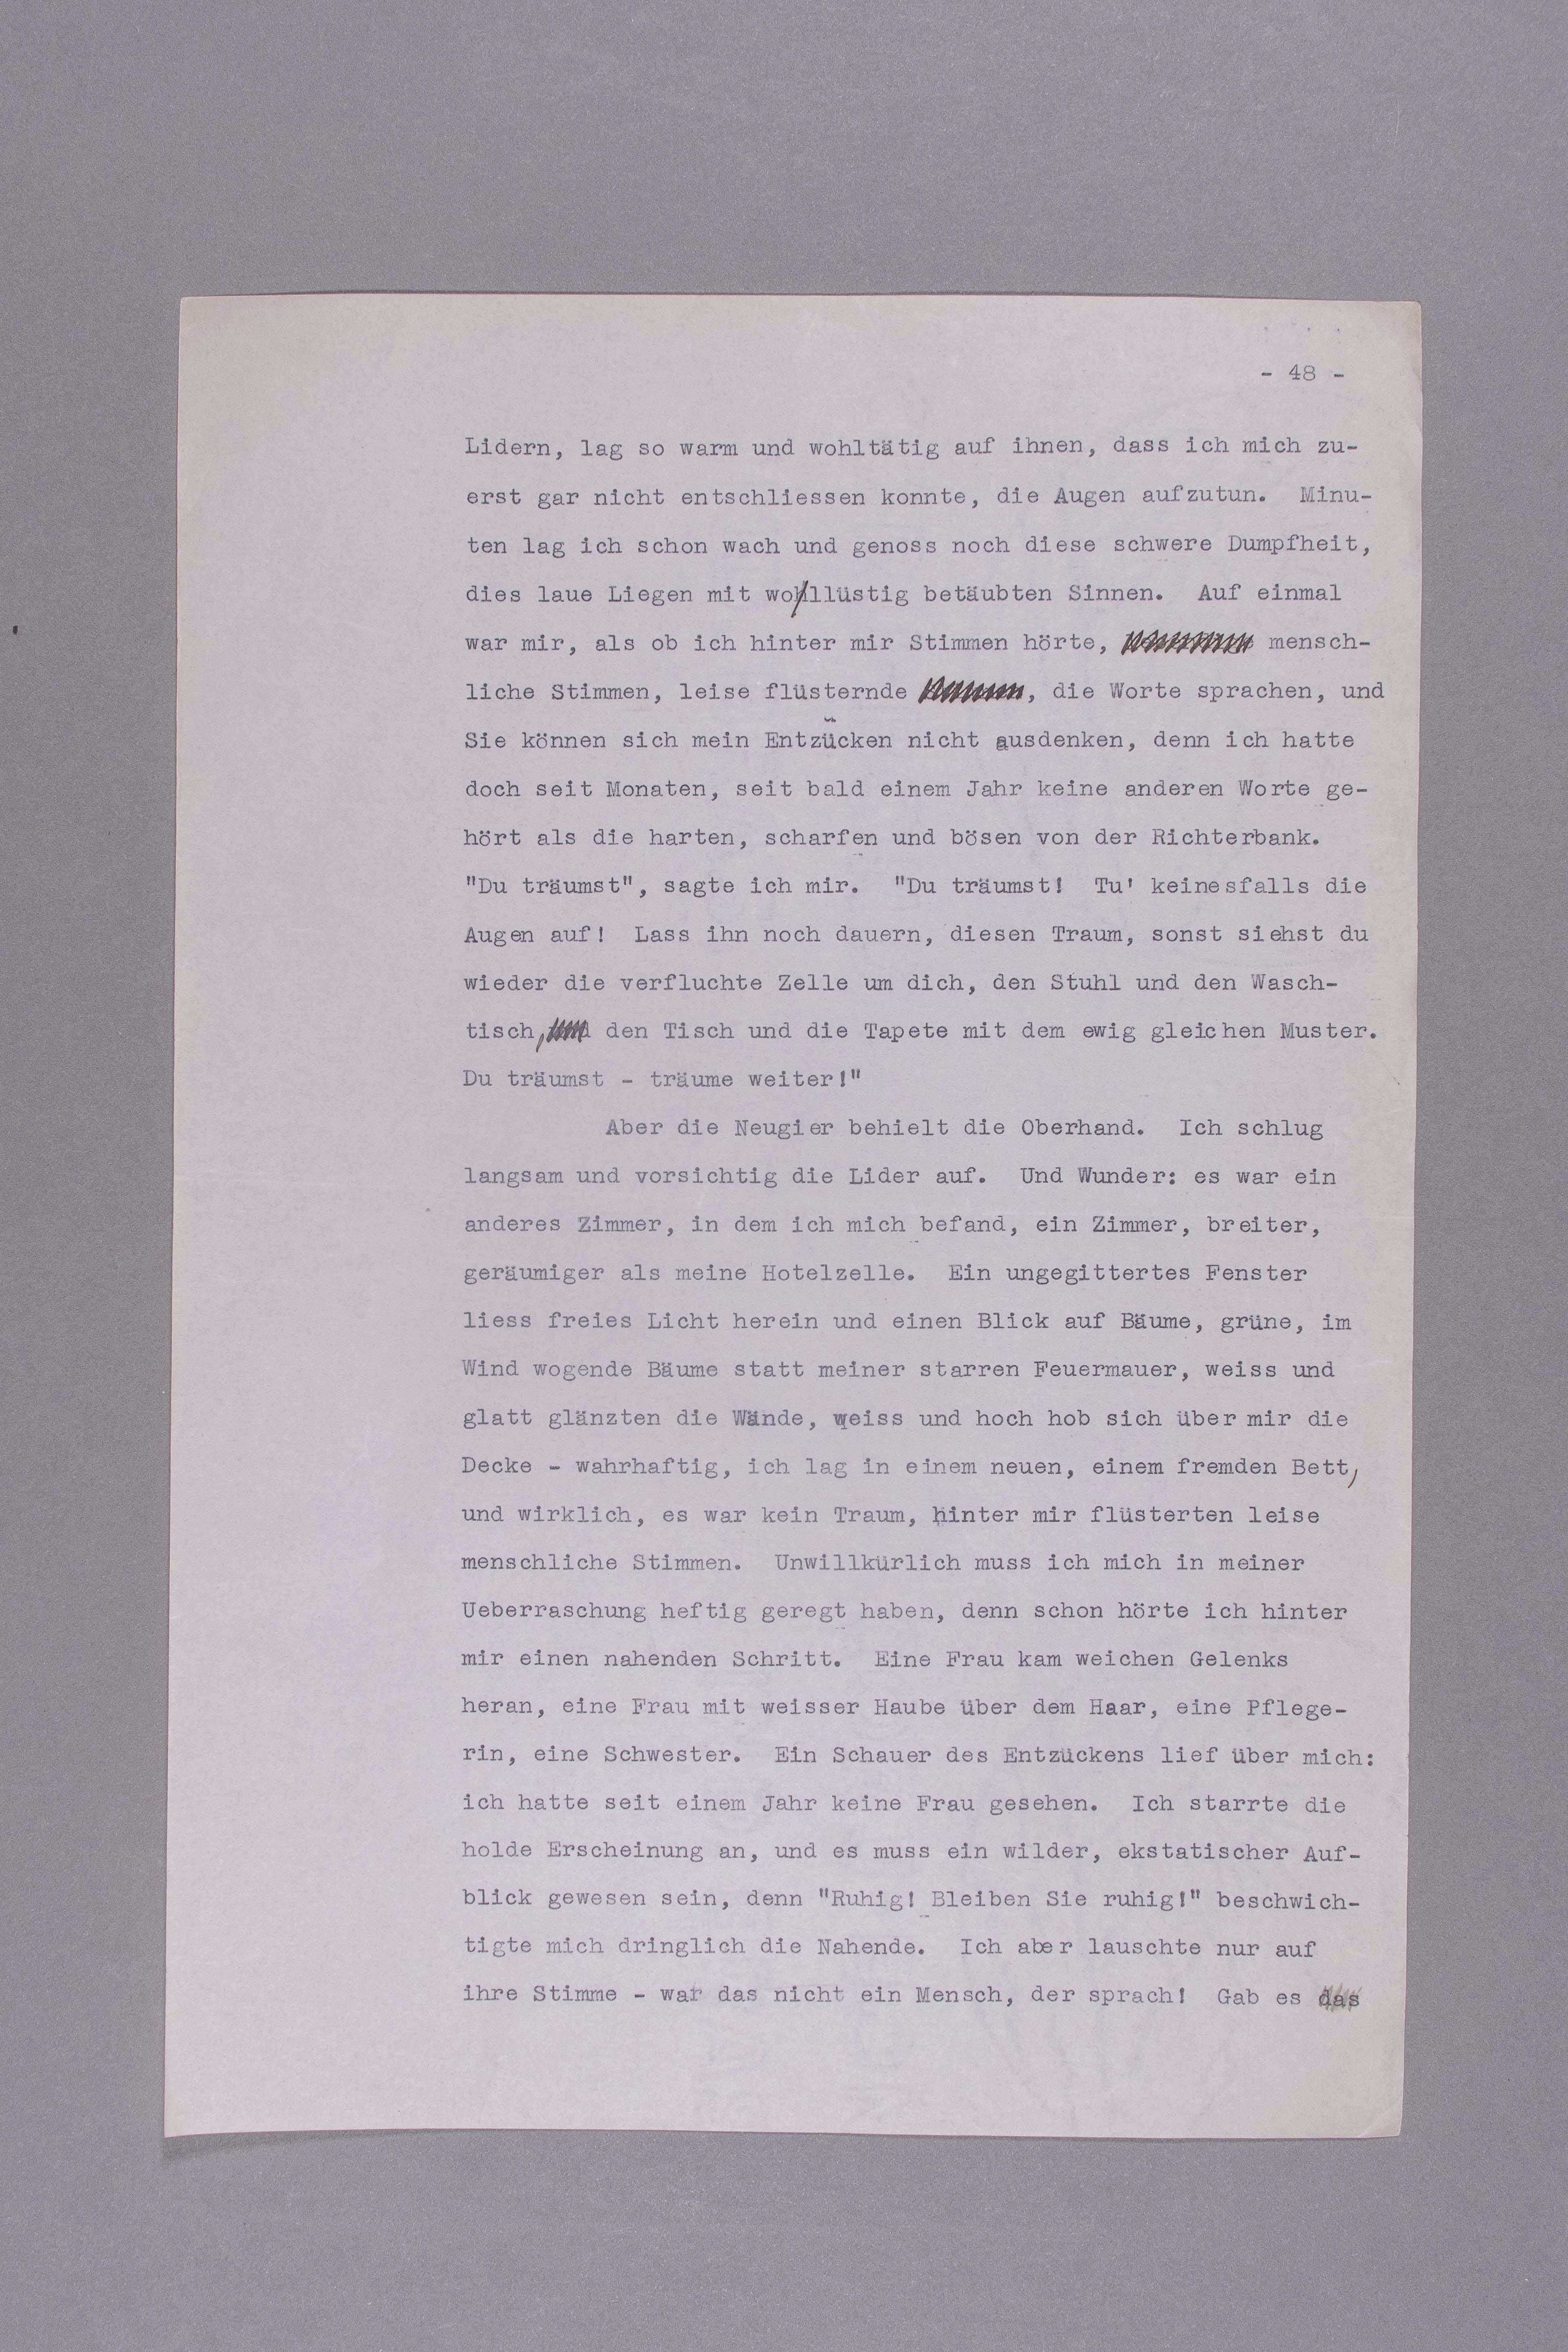 - 48 -
Lidern, lag so warm und wohltätig auf ihnen, dass ich mich zu-
erst gar nicht entschliessen konnte, die Augen aufzutun. Minu-
ten lag ich schon wach und genoss noch diese schwere Dumpfheit,
dies laue Liegen mit wollüstig betäubten Sinnen. Auf einmal
war mir, als ob ich hinter mir Stimmen hörte, mensch-
liche Stimmen, leise flüsternde , die Worte sprachen, und
Sie können sich mein Entzücken nicht ausdenken, denn ich hatte
doch seit Monaten, seit bald einem Jahr keine anderen Worte ge-
hört als die harten, scharfen und bösen von der Richterbank.
"Du träumst", sagte ich mir. "Du träumst! Tu' keinesfalls die
Augen auf! Lass ihn noch dauern, diesen Traum, sonst siehst du
wieder die verfluchte Zelle um dich, den Stuhl und den Wasch-
tisch, den Tisch und die Tapete mit dem ewig gleichen Muster.
Du träumst - träume weiter!"
Aber die Neugier behielt die Oberhand. Ich schlug
langsam und vorsichtig die Lider auf. Und Wunder: es war ein
anderes Zimmer, in dem ich mich befand, ein Zimmer, breiter,
geräumiger als meine Hotelzelle. Ein ungegittertes Fenster
liess freies Licht herein und einen Blick auf Bäume, grüne, im
Wind wogende Bäume statt meiner starren Feuermauer, weiss und
glatt glänzten die Wände, weiss und hoch hob sich über mir die
Decke - wahrhaftig, ich lag in einem neuen, einem fremden Bett,
und wirklich, es war kein Traum, hinter mir flüsterten leise
menschliche Stimmen. Unwillkürlich muss ich mich in meiner
Ueberraschung heftig geregt haben, denn schon hörte ich hinter
mir einen nahenden Schritt. Eine Frau kam weichen Gelenks
heran, eine Frau mit weisser Haube über dem Haar, eine Pflege-
rin, eine Schwester. Ein Schauer des Entzückens lief über mich:
ich hatte seit einem Jahr keine Frau gesehen. Ich starrte die
holde Erscheinung an, und es muss ein wilder, ekstatischer Auf-
blick gewesen sein, denn "Ruhig! Bleiben Sie ruhig!" beschwich-
tigte mich dringlich die Nahende. Ich aber lauschte nur auf
ihre Stimme - war das nicht ein Mensch, der sprach! Gab es das